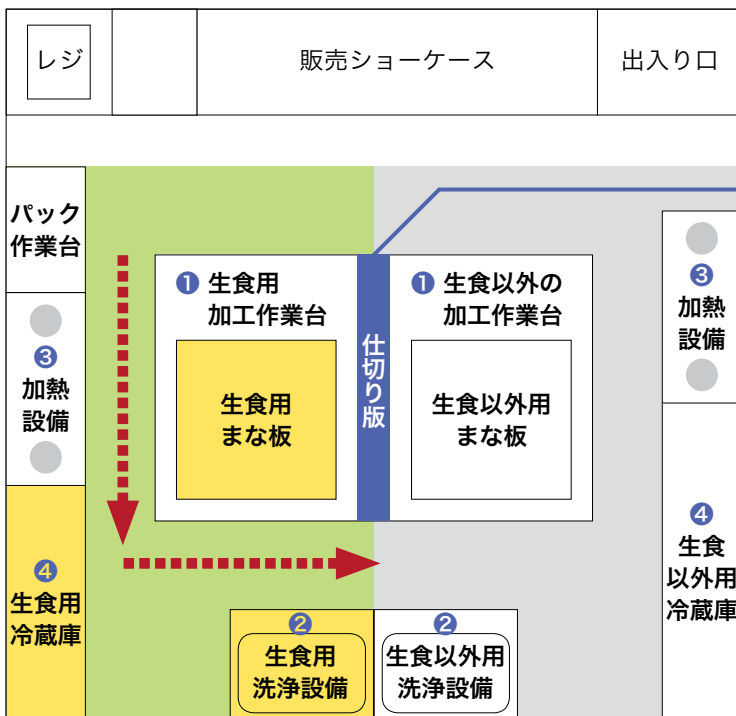 レジ
販売ショーケース
出入り口
パック
作業台
❸
加熱
設備
❹
生食用
冷蔵庫
❶ 生食用
加工作業台
生食用
まな板
仕切り版
❶ 生食以外の
加工作業台
生食以外用
まな板
❷
生食用
洗浄設備
❷
生食以外用
洗浄設備
❸
加熱
設備
❹
生食
以外用
冷蔵庫